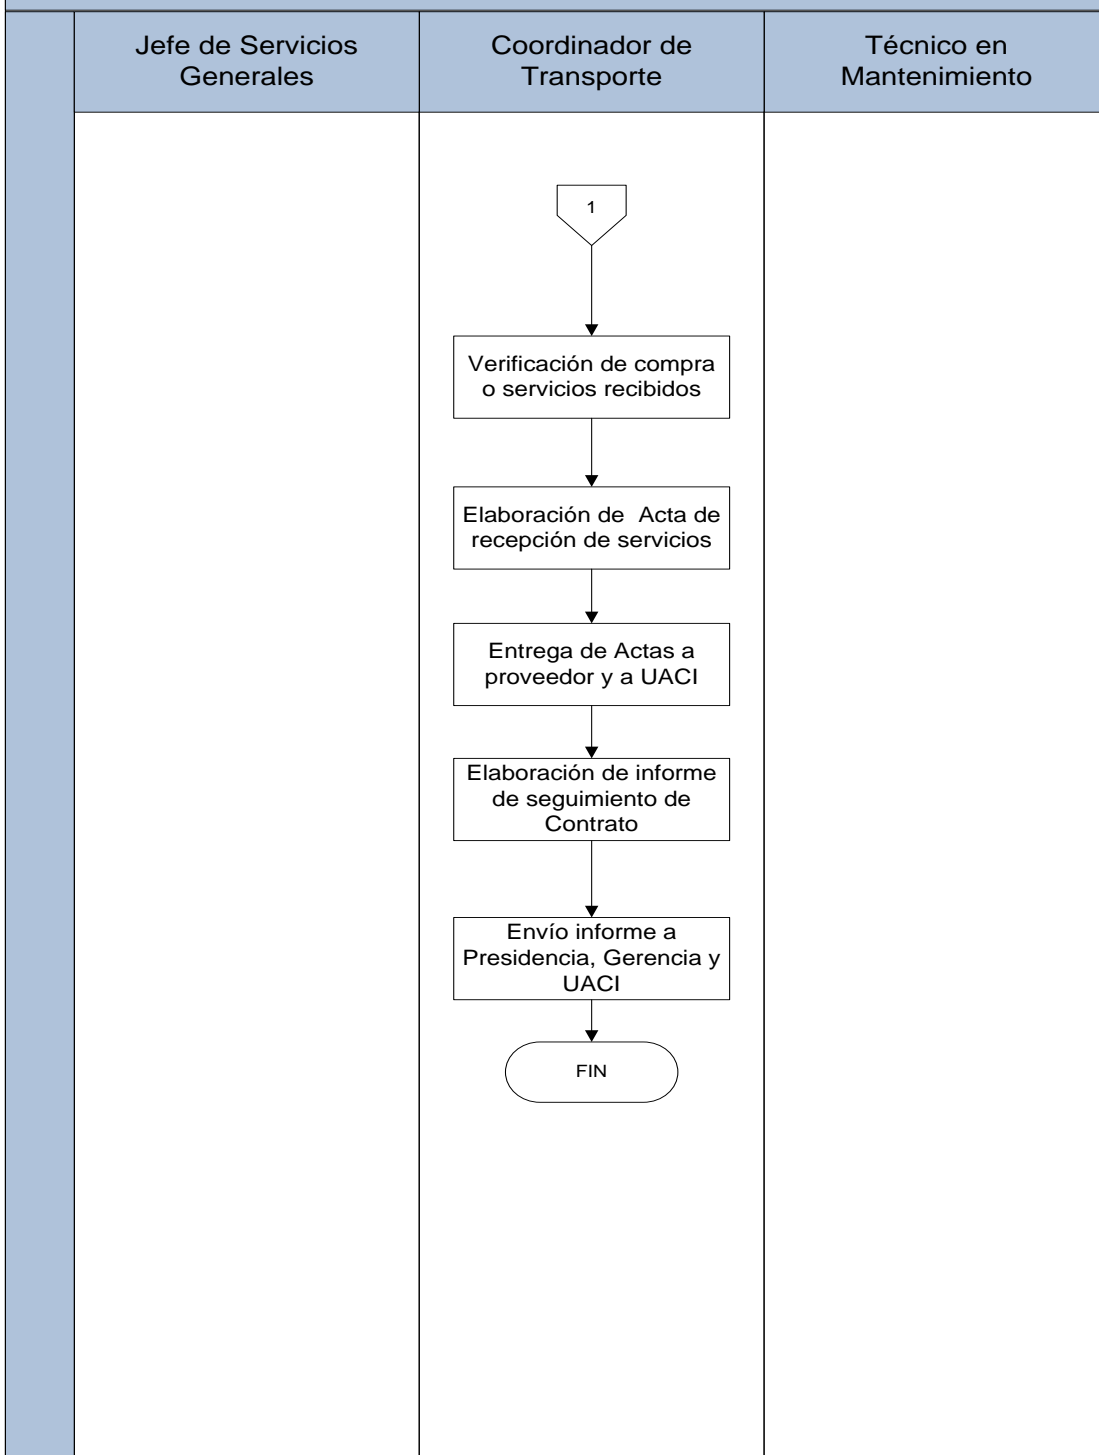 Jefe de Servicios
Generales
Coordinador de
Transporte
Técnico en
Mantenimiento
1
Verificación de compra
o servicios recibidos
Elaboración de  Acta de
recepción de servicios
Entrega de Actas a
proveedor y a UACI
Elaboración de informe
de seguimiento de
Contrato
Envío informe a
Presidencia, Gerencia y
UACI
FIN